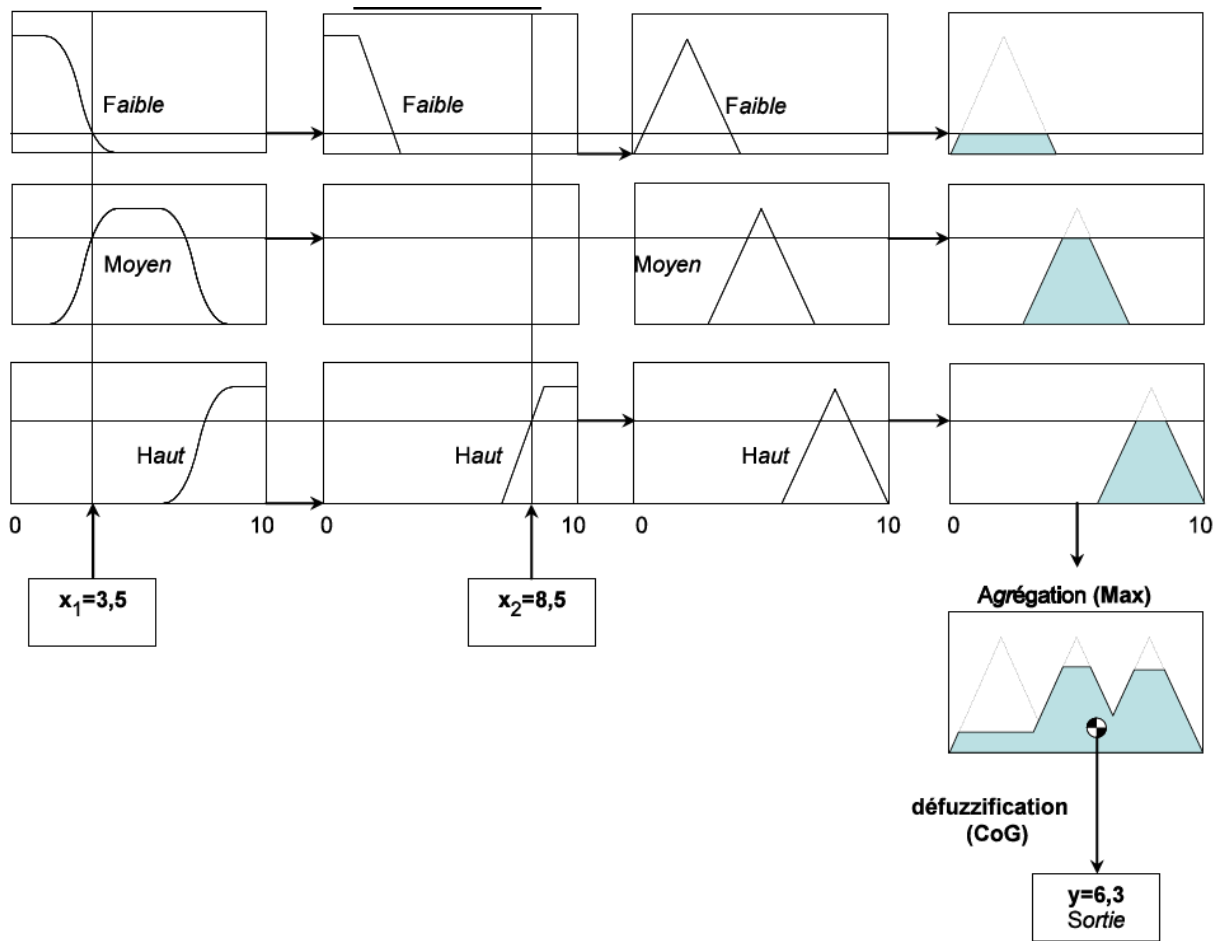 Faible
Faible
Faible
Moyen
Moyen
Haut
Haut
Haut
0 10 0 10 0 10 0 10
x1=3,5
x2=8,5
Agrégation (Max)
défuzzification
(CoG)
y=6,3
Sortie